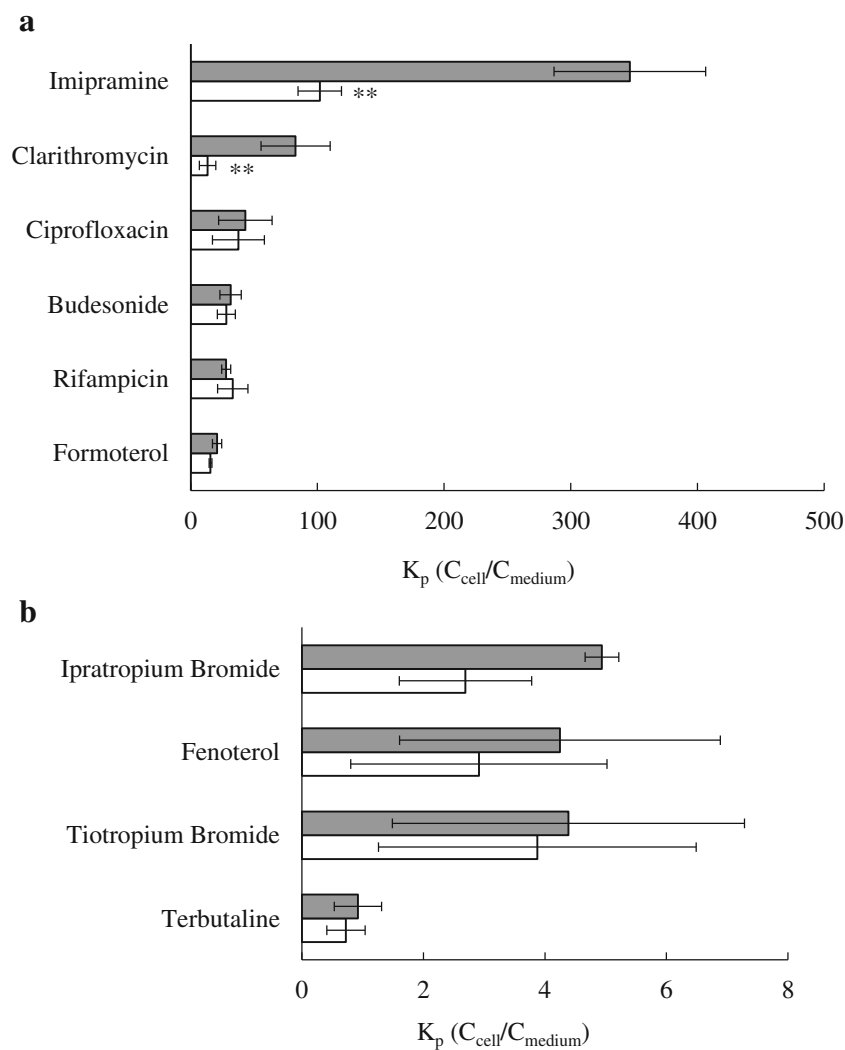 a
Imipramine
**
Clarithromycin
**
Ciprofloxacin
Budesonide
Rifampicin
Formoterol
0 100 200 300 400 500
Kp (Ccell/Cmedium)
b
Ipratropium Bromide
Fenoterol
Tiotropium Bromide
Terbutaline
0 2 4 6 8
Kp (Ccell/Cmedium)